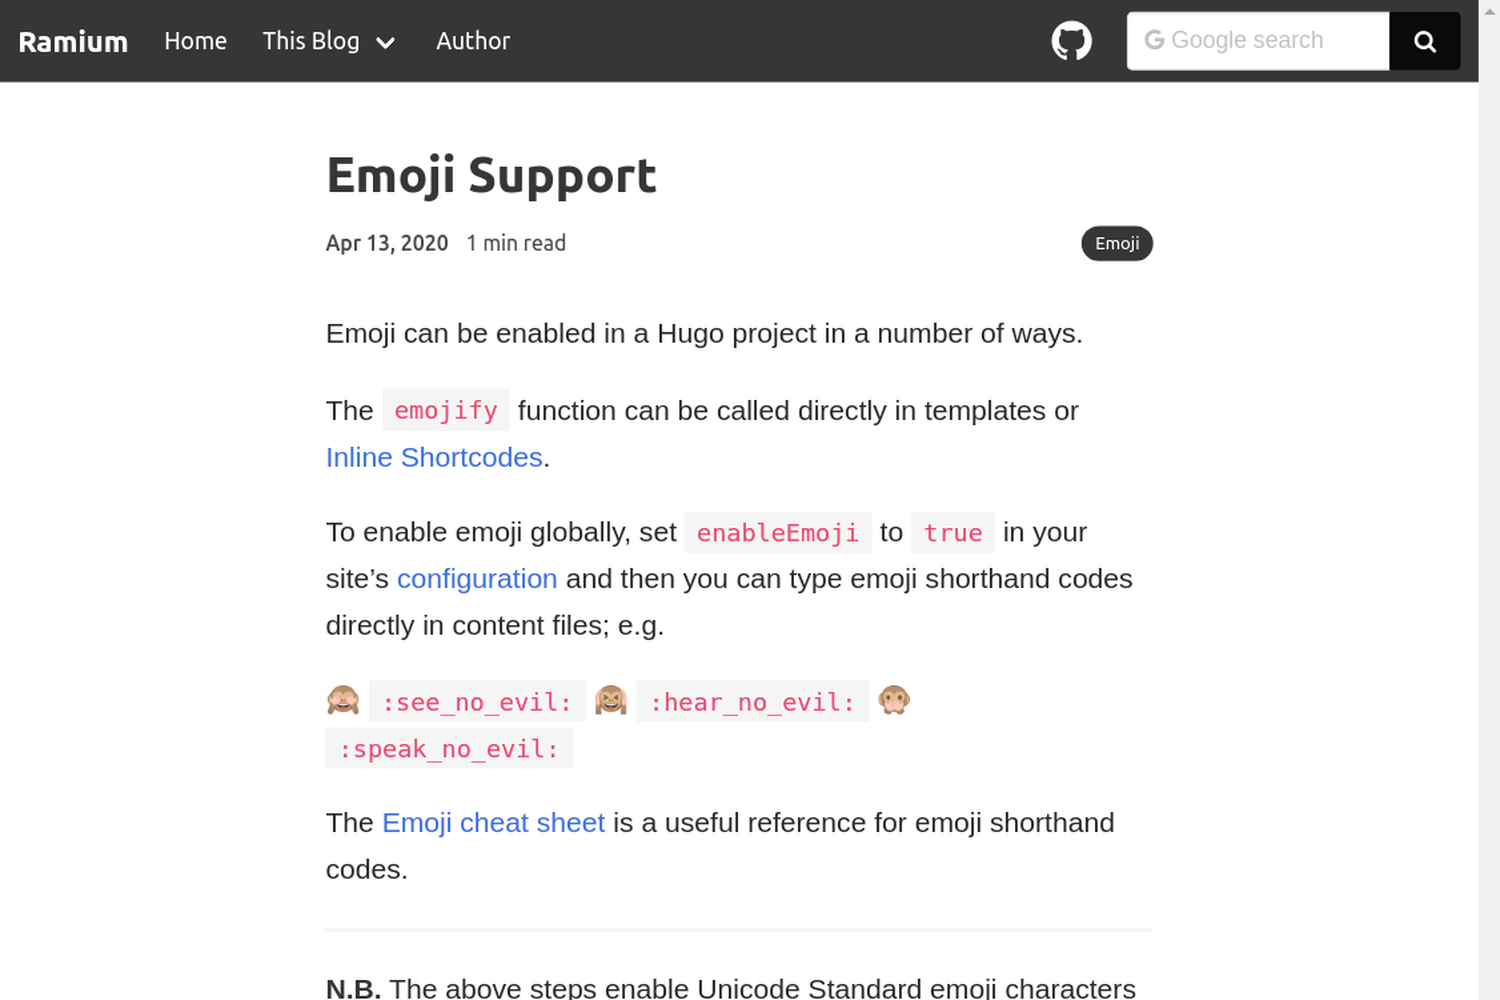 Ramium Home This Blog Author Google search
Emoji Support
Apr 13, 2020 1 min read Emoji
Emoji can be enabled in a Hugo project in a number of ways.
The emojify function can be called directly in templates or
Inline Shortcodes.
To enable emoji globally, set enableEmoji to true in your
site’s configuration and then you can type emoji shorthand codes
directly in content files; e.g.
🙈 :see_no_evil: 🙉 :hear_no_evil: 🙊
:speak_no_evil:
The Emoji cheat sheet is a useful reference for emoji shorthand
codes.
N.B. The above steps enable Unicode Standard emoji characters